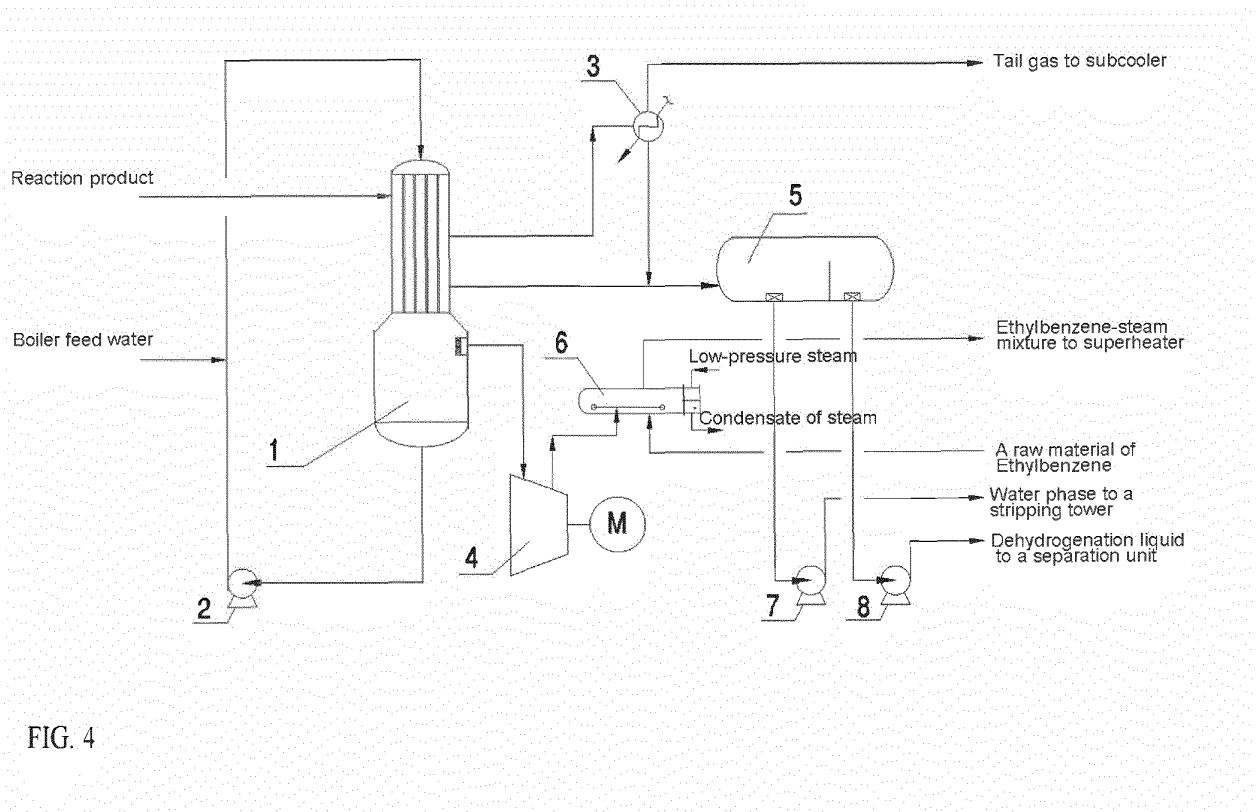 3
Tail gas to subcooler
Reaction product
5
Boiler feed water
6
Low-pressure steam
Ethylbenzene-steam
mixture to superheater
1
Condensate of steam
A raw material of
Ethylbenzene
Water phase to a
stripping tower
4
M
Dehydrogenation liquid
to a separation unit
2
7
8
FIG. 4